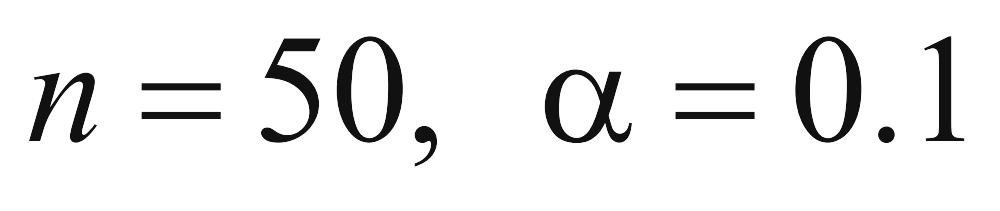 n = 50, α = 0.1